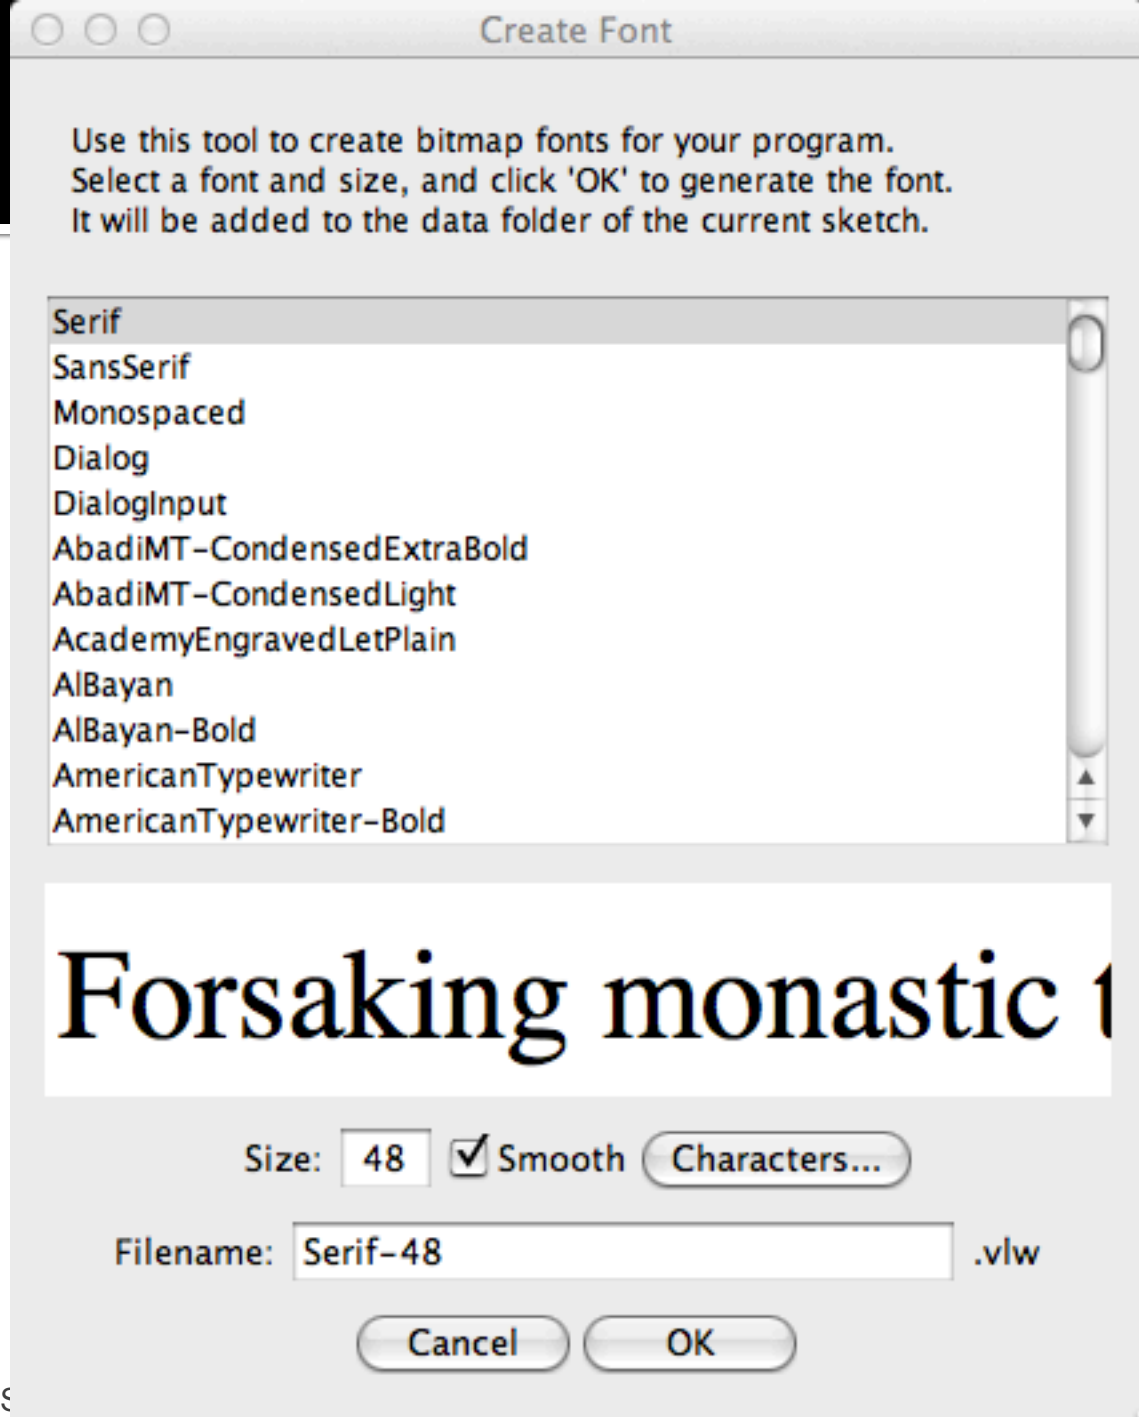 Create Font
Use this tool to create bitmap fonts for your program.
Select a font and size, and click 'OK' to generate the font.
It will be added to the data folder of the current sketch.
Serif
SansSerif
Monospaced
Dialog
DialogInput
AbadiMT-CondensedExtraBold
AbadiMT-CondensedLight
AcademyEngravedLetPlain
AlBayan
AlBayan-Bold
AmericanTypewriter
AmericanTypewriter-Bold
Forsaking monastic t
Size: 48 Smooth Characters...
Filename: Serif-48 .vlw
Cancel OK